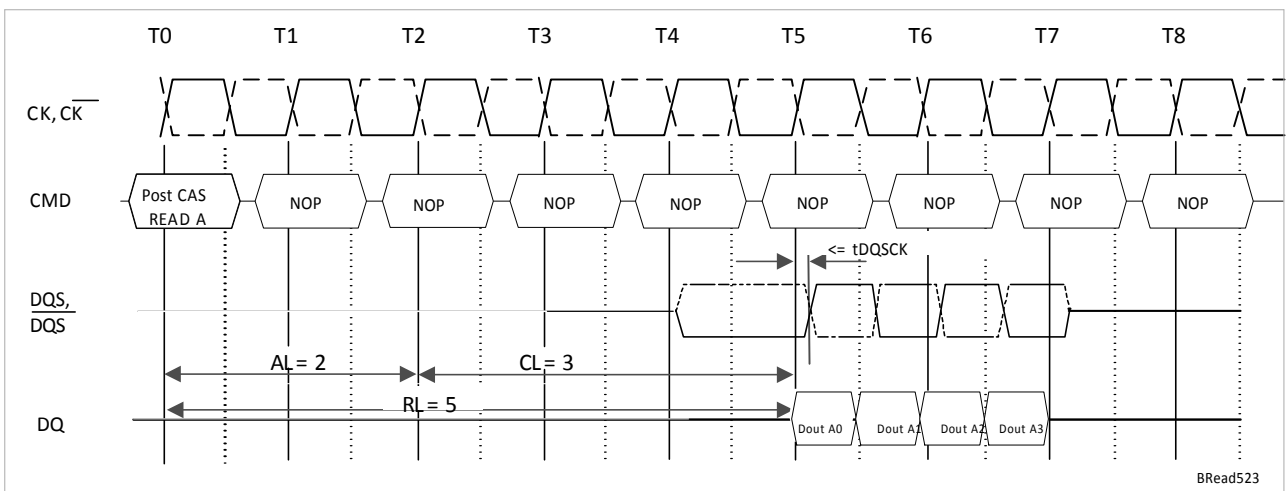 T0 T1 T2 T3 T4 T5 T6 T7 T8
CK, CK
CMD
Post CAS
READ A
NOP NOP NOP NOP NOP NOP NOP NOP
<= tDQSCK
DQS,
DQS
AL = 2 CL = 3
RL = 5
DQ
Dout A0 Dout A1 Dout A2 Dout A3
BRead523